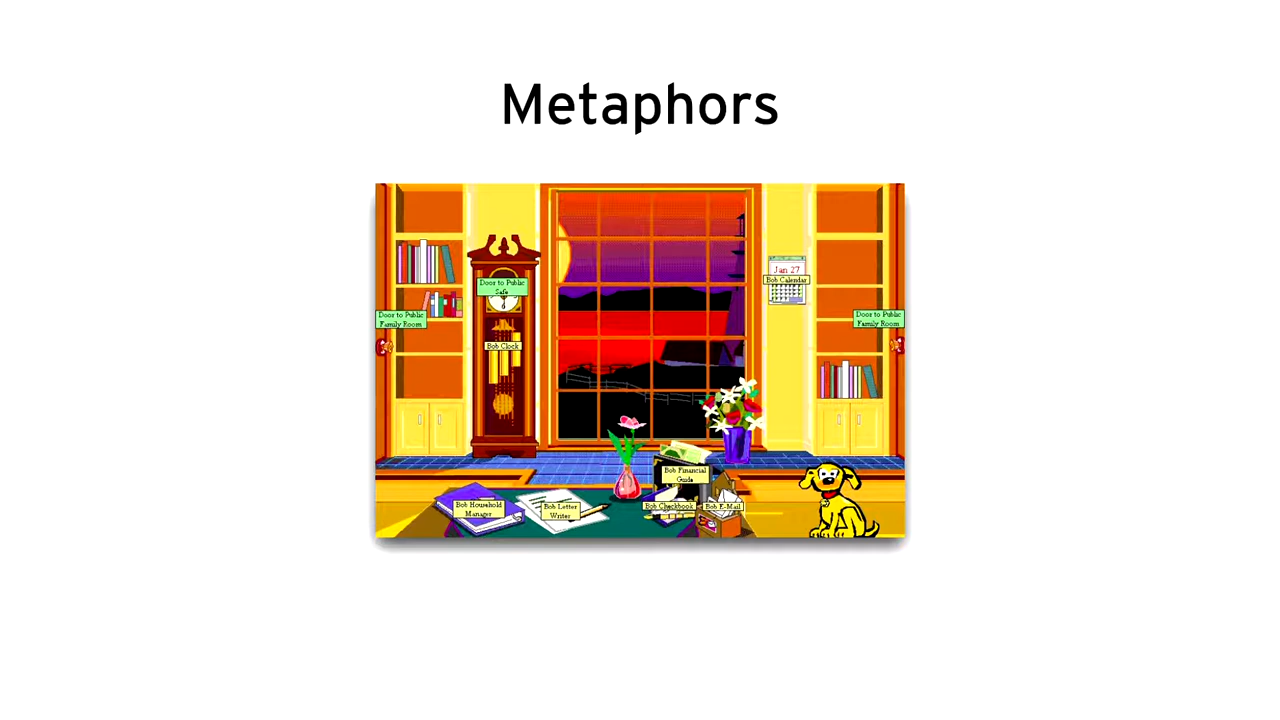 Metaphors
Jan 27
Bob Calendar
Door to Public
Safe
Door to Public
Family Room
Door to Public
Family Room
Bob Clock
Bob Financial
Guide
Bob Household
Manager
Bob Letter
Writer
Bob Checkbook
Bob E-Mail